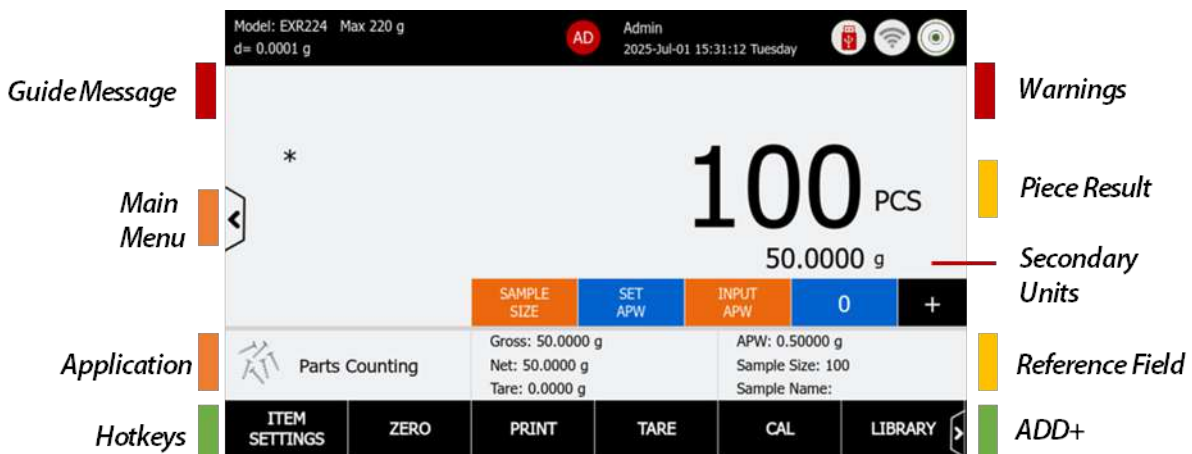 Model: EXR224 Max 220 g
d= 0.0001 g
AD
Admin
2025-Jul-01 15:31:12 Tuesday
Guide Message
Warnings
*
100 PCS
Piece Result
Main
Menu
50.0000 g
Secondary
Units
SAMPLE
SIZE
SET
APW
INPUT
APW
0
+
Application
Parts Counting
Gross: 50.0000 g
Net: 50.0000 g
Tare: 0.0000 g
APW: 0.50000 g
Sample Size: 100
Sample Name:
Reference Field
Hotkeys
ITEM
SETTINGS
ZERO
PRINT
TARE
CAL
LIBRARY
ADD+